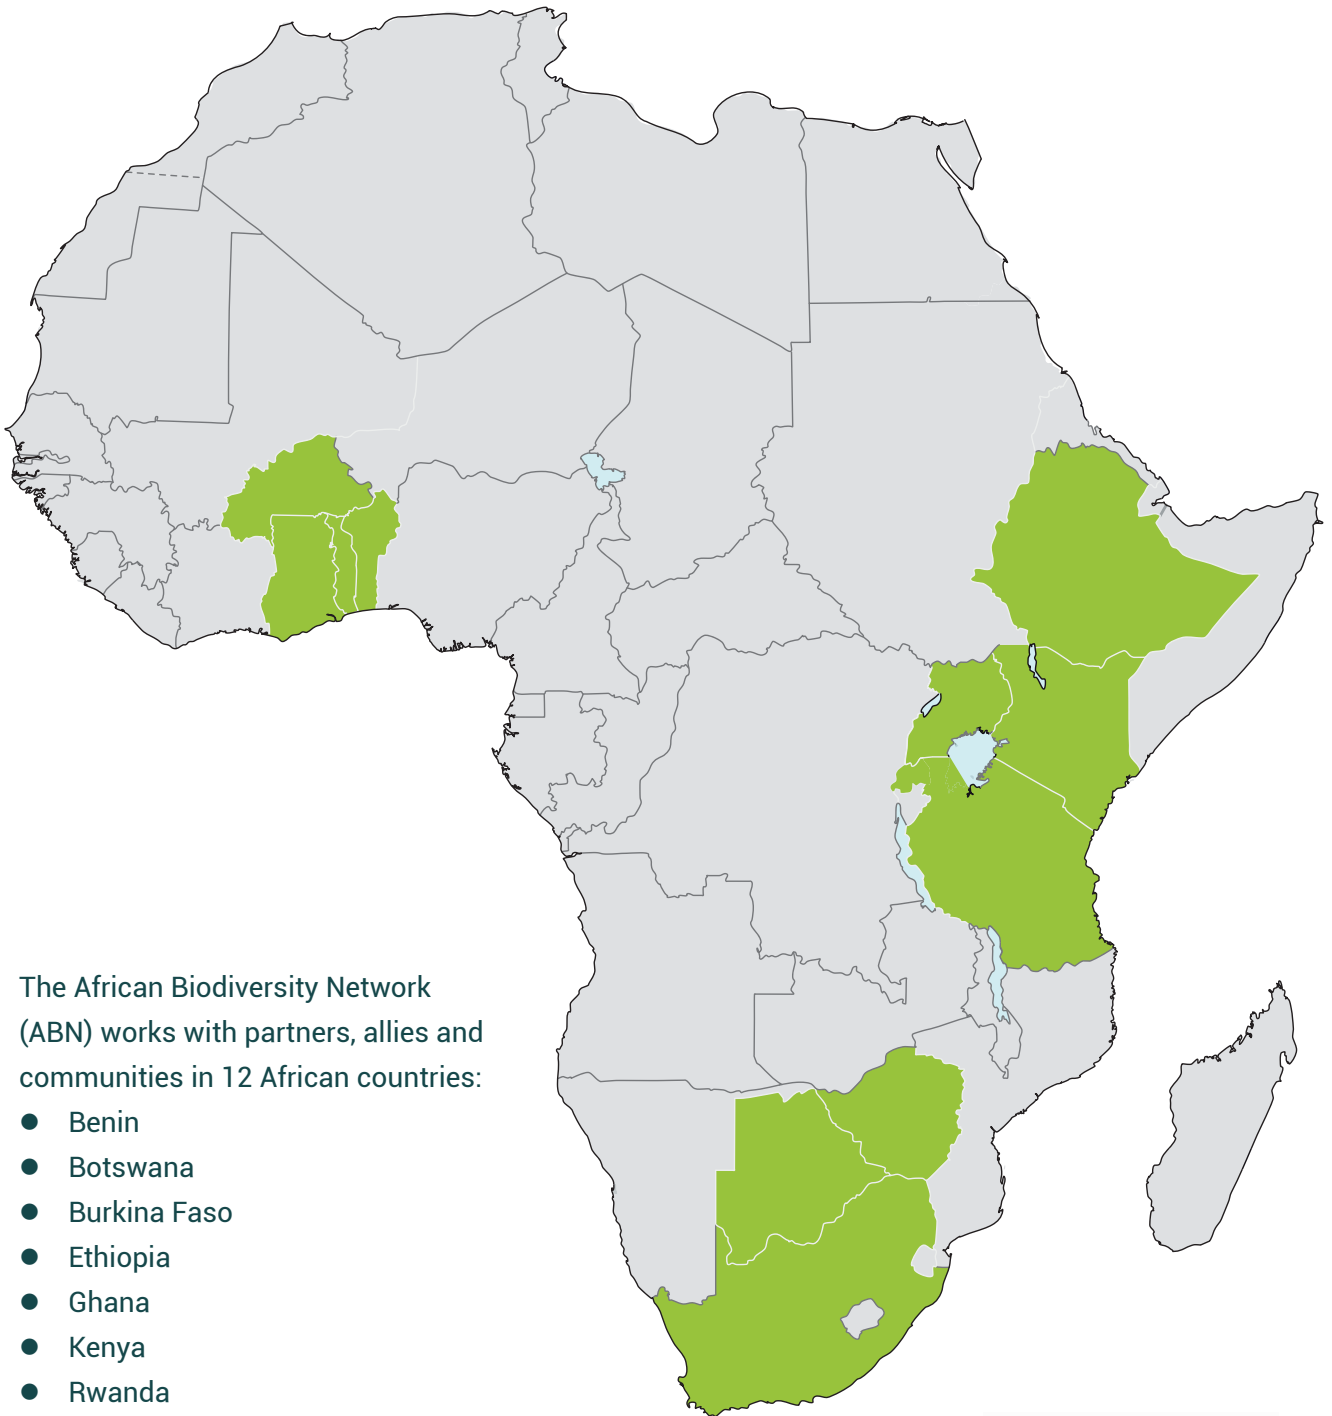 The African Biodiversity Network
(ABN) works with partners, allies and
communities in 12 African countries:
● Benin
● Botswana
● Burkina Faso
● Ethiopia
● Ghana
● Kenya
● Rwanda